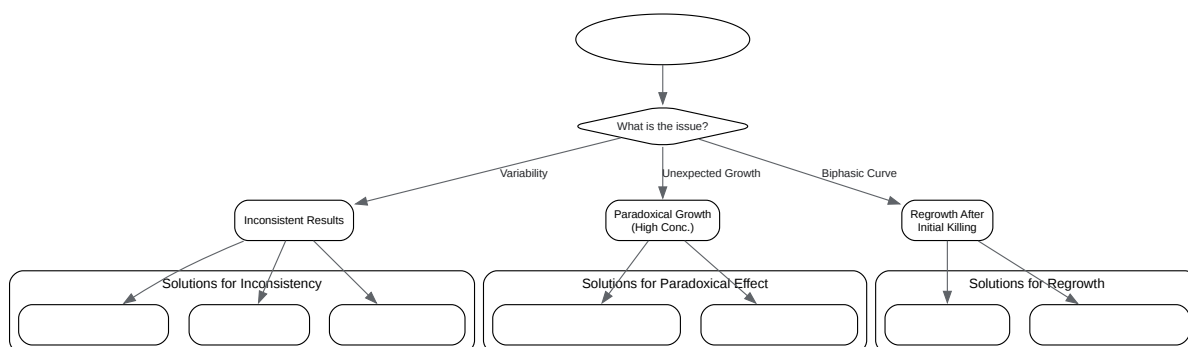 What is the issue?
Variability
Unexpected Growth
Biphasic Curve
Inconsistent Results
Paradoxical Growth
(High Conc.)
Regrowth After
Initial Killing
Solutions for Inconsistency
Solutions for Paradoxical Effect
Solutions for Regrowth